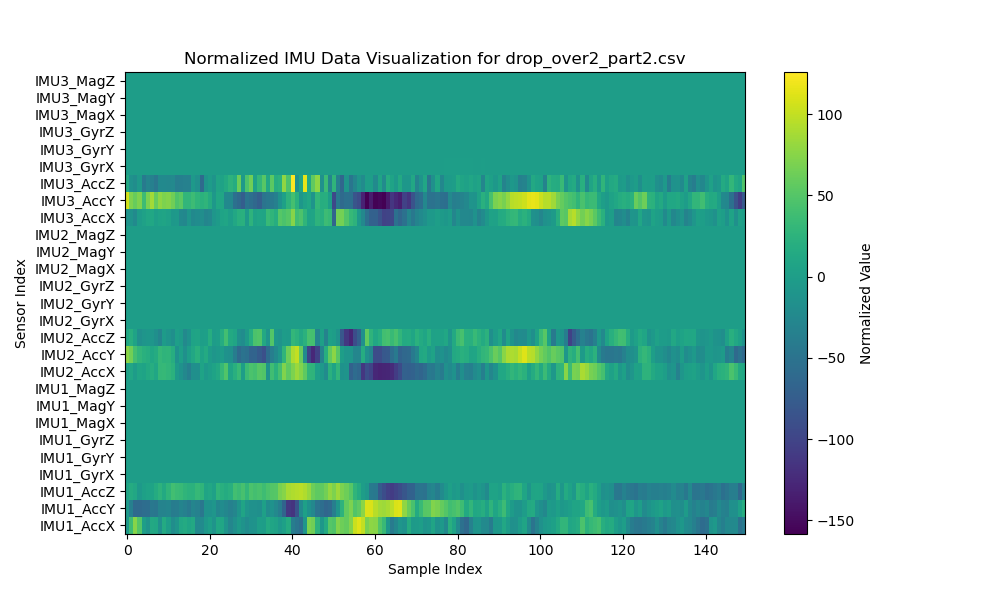 Normalized IMU Data Visualization for drop_over2_part2.csv
IMU3_MagZ
IMU3_MagY
IMU3_MagX
IMU3_GyrZ
IMU3_GyrY
IMU3_GyrX
IMU3_AccZ
IMU3_AccY
IMU3_AccX
IMU2_MagZ
IMU2_MagY
IMU2_MagX
IMU2_GyrZ
IMU2_GyrY
IMU2_GyrX
IMU2_AccZ
IMU2_AccY
IMU2_AccX
IMU1_MagZ
IMU1_MagY
IMU1_MagX
IMU1_GyrZ
IMU1_GyrY
IMU1_GyrX
IMU1_AccZ
IMU1_AccY
IMU1_AccX
Sensor Index
0 20 40 60 80 100 120 140
Sample Index
100
50
0
−50
−100
−150
Normalized Value